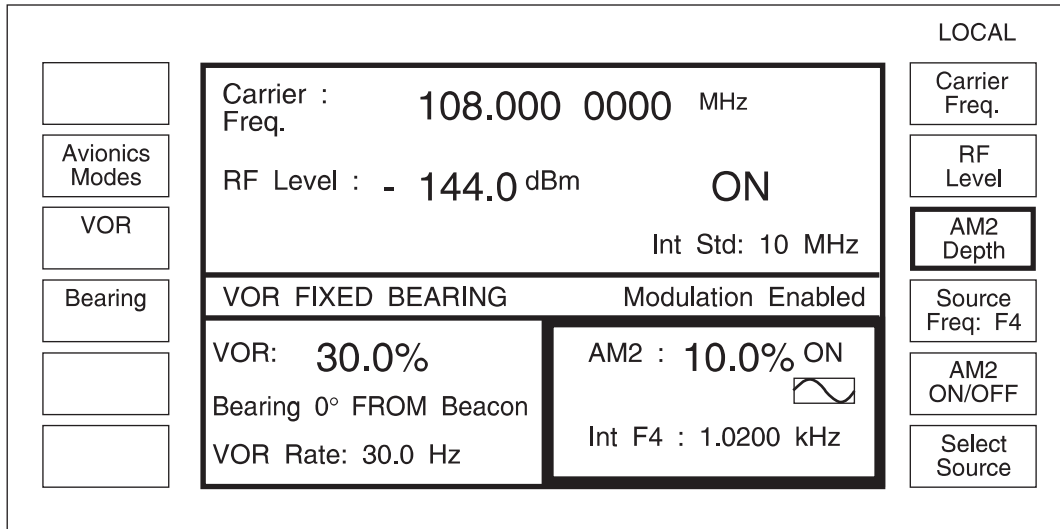 LOCAL
Avionics
Modes
VOR
Bearing
Carrier :
Freq.
108.000 0000 MHz
RF Level : - 144.0 dBm ON
Int Std: 10 MHz
VOR FIXED BEARING Modulation Enabled
VOR: 30.0%
Bearing 0° FROM Beacon
VOR Rate: 30.0 Hz
AM2 : 10.0% ON
Int F4 : 1.0200 kHz
Carrier
Freq.
RF
Level
AM2
Depth
Source
Freq: F4
AM2
ON/OFF
Select
Source